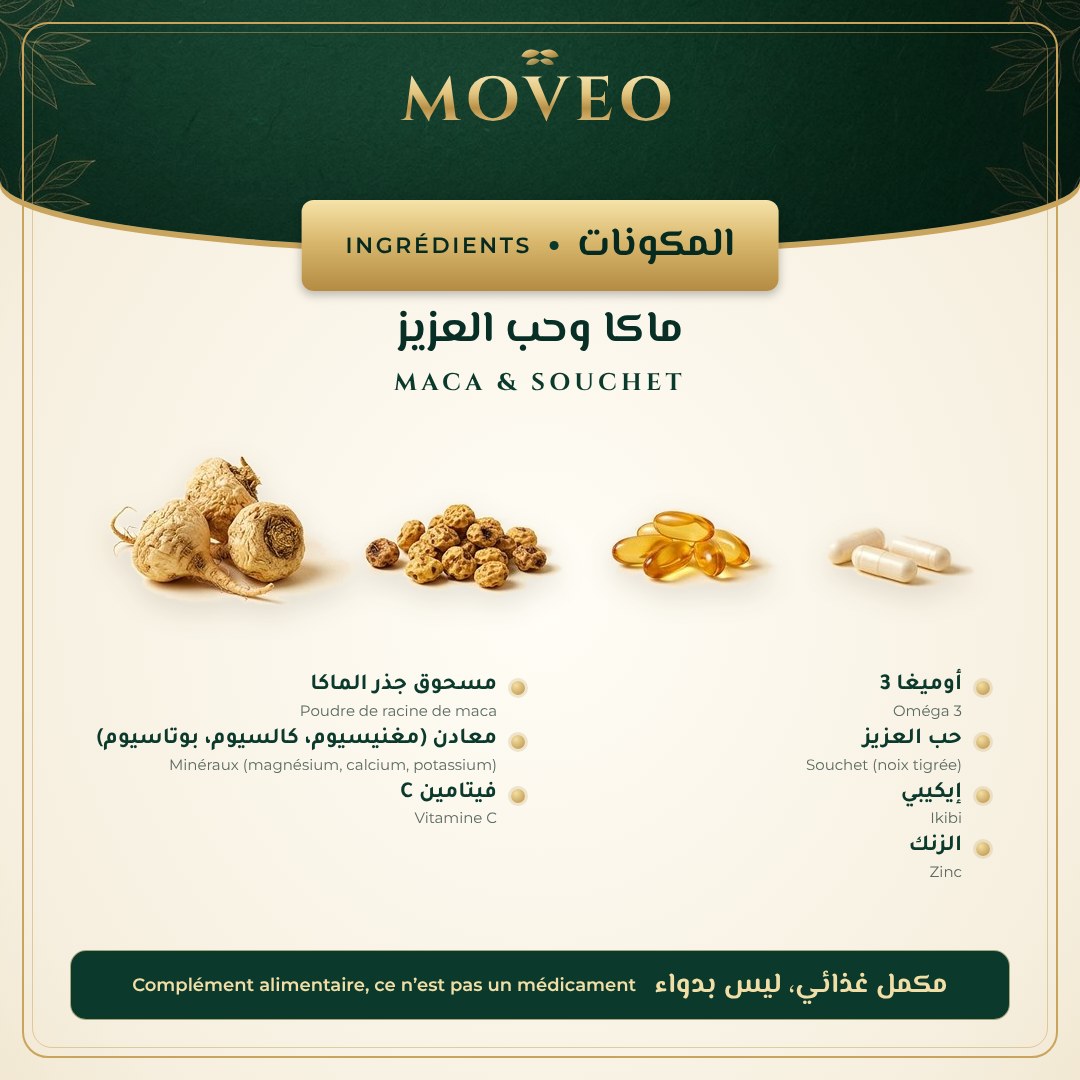 MOVEO
المكونات • INGRÉDIENTS
ماكا وحب العزيز
MACA & SOUCHET
أوميغا 3
Oméga 3
حب العزيز
Souchet (noix tigrée)
إيكيبي
Ikibi
الزنك
Zinc
مسحوق جذر الماكا
Poudre de racine de maca
معادن (مغنيسيوم، كالسيوم، بوتاسيوم)
Minéraux (magnésium, calcium, potassium)
فيتامين C
Vitamine C
مكمل غذائي، ليس بدواء Complément alimentaire, ce n’est pas un médicament